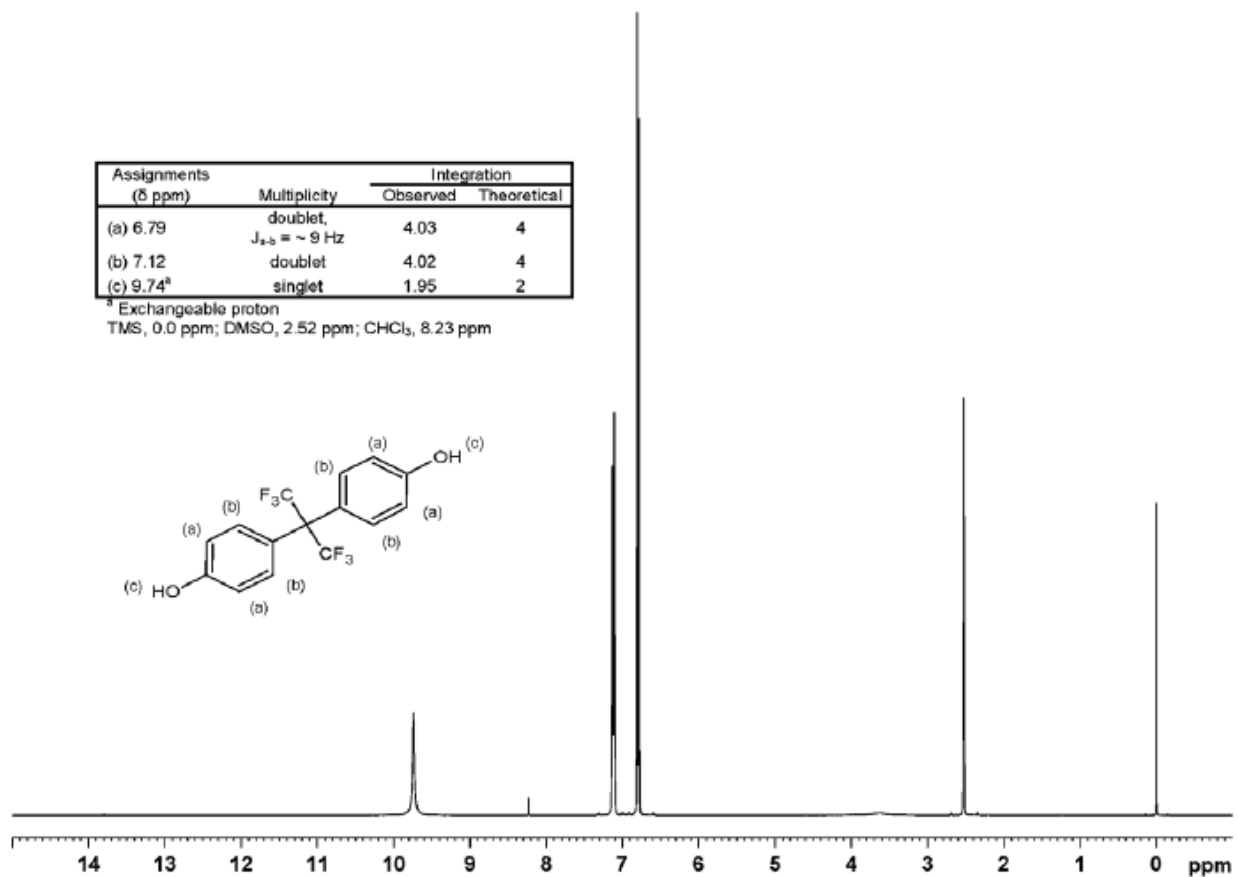 Assignments Integration
(δ ppm) Multiplicity Observed Theoretical
(a) 6.79 doublet, Jₐ₋ᵦ = ~ 9 Hz 4.03 4
(b) 7.12 doublet 4.02 4
(c) 9.74ᵃ singlet 1.95 2
ᵃ Exchangeable proton
TMS, 0.0 ppm; DMSO, 2.52 ppm; CHCl₃, 8.23 ppm
(a) OH (c)
(b)
F₃C (a)
(b)
(a) (b)
CF₃
(c) HO (b)
(a)
14 13 12 11 10 9 8 7 6 5 4 3 2 1 0 ppm